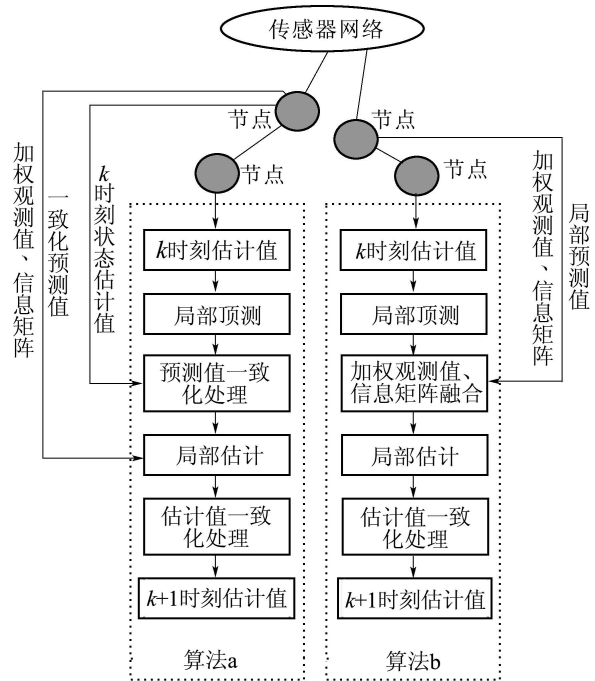 传感器网络
节点
节点
节点
节点
加权观测值、信息矩阵
一致化预测值
k时刻状态估计值
k时刻估计值
局部顶测
预测值一致
化处理
局部估计
估计值一致
化处理
k+1时刻估计值
算法a
k时刻估计值
局部顶测
加权观测值、
信息矩阵融合
局部估计
估计值一致
化处理
k+1时刻估计值
算法b
加权观测值、信息矩阵
局部预测值